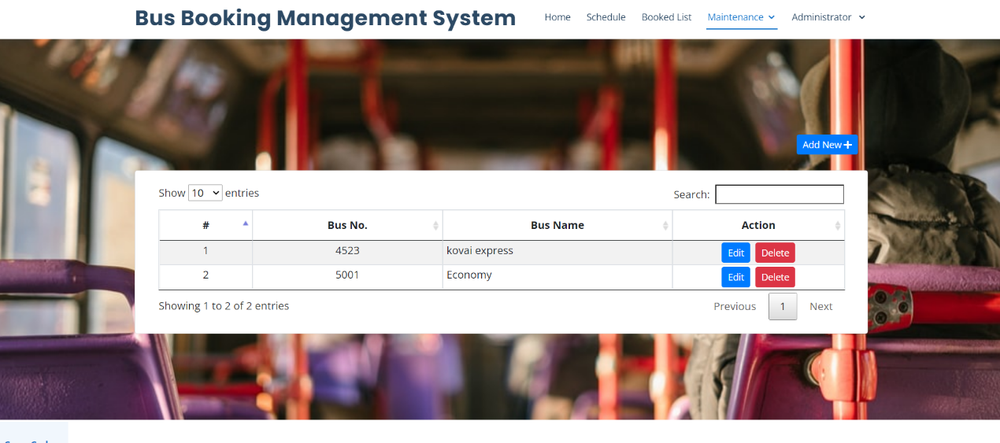 Bus Booking Management System Home Schedule Booked List Maintenance Administrator
Add New
Show 10 entries Search:
# Bus No. Bus Name Action
1 4523 kovai express Edit Delete
2 5001 Economy Edit Delete
Showing 1 to 2 of 2 entries Previous 1 Next